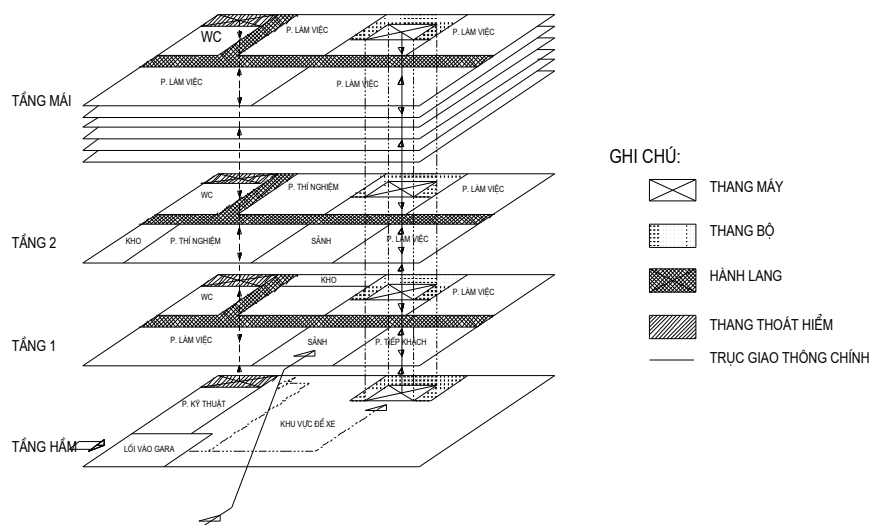 WC
P. LÀM VIỆC
P. LÀM VIỆC
P. LÀM VIỆC
P. LÀM VIỆC
TẦNG MÁI
WC
P. THÍ NGHIỆM
P. LÀM VIỆC
KHO
P. THÍ NGHIỆM
SẢNH
P. LÀM VIỆC
TẦNG 2
WC
KHO
P. LÀM VIỆC
P. LÀM VIỆC
SẢNH
P. TIẾP KHÁCH
TẦNG 1
P. KỸ THUẬT
KHU VỰC ĐỂ XE
LỐI VÀO GARA
TẦNG HẦM
GHI CHÚ:
THANG MÁY
THANG BỘ
HÀNH LANG
THANG THOÁT HIỂM
TRỤC GIAO THÔNG CHÍNH